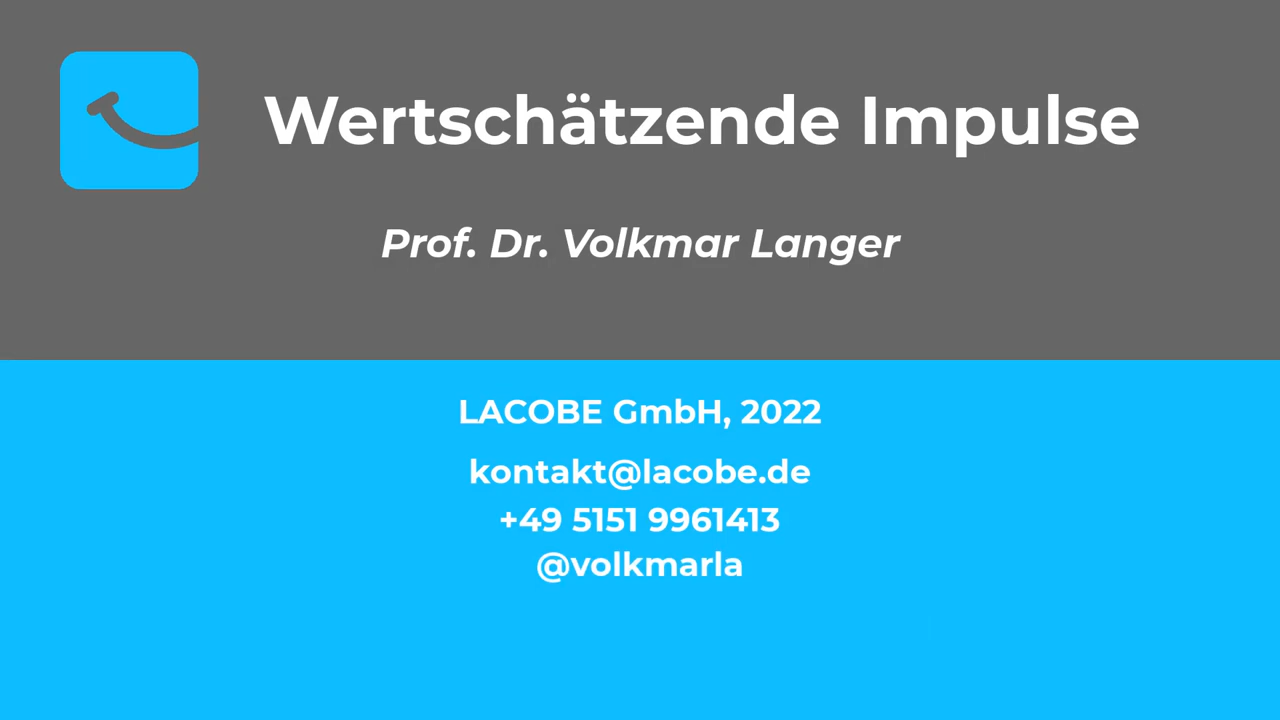 Wertschätzende Impulse
Prof. Dr. Volkmar Langer
LACOBE GmbH, 2022
kontakt@lacobe.de
+49 5151 9961413
@volkmarla